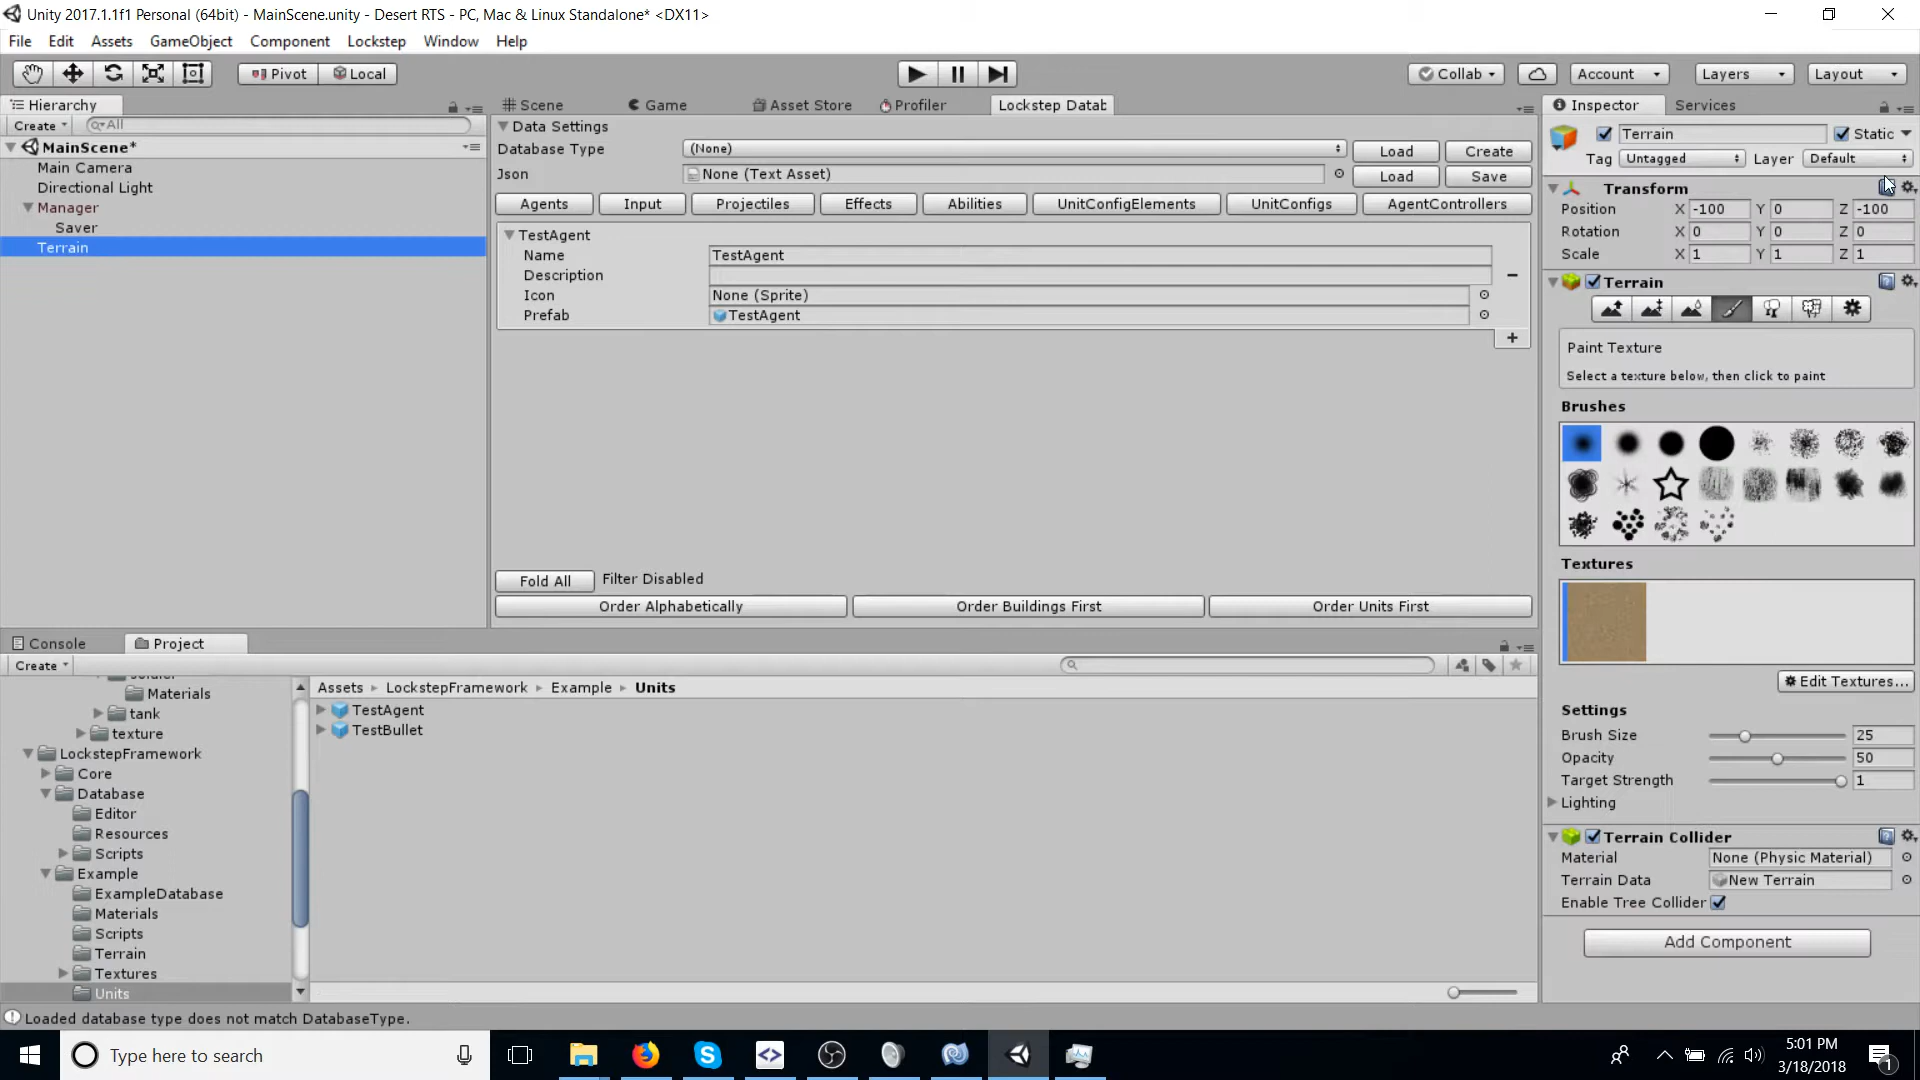 Unity 2017.1.1f1 Personal (64bit) - MainScene.unity - Desert RTS - PC, Mac & Linux Standalone* <DX11>
File Edit Assets GameObject Component Lockstep Window Help
Pivot Local Collab Account Layers Layout
Hierarchy
Create All
MainScene*
Main Camera
Directional Light
Manager
Saver
Terrain
Scene Game Asset Store Profiler Lockstep Datab
Data Settings
Database Type (None) Load Create
Json None (Text Asset) Load Save
Agents Input Projectiles Effects Abilities UnitConfigElements UnitConfigs AgentControllers
TestAgent
Name TestAgent
Description
Icon None (Sprite)
Prefab TestAgent
Fold All Filter Disabled
Order Alphabetically Order Buildings First Order Units First
Inspector Services
Terrain Static
Tag Untagged Layer Default
Transform
Position X -100 Y 0 Z -100
Rotation X 0 Y 0 Z 0
Scale X 1 Y 1 Z 1
Terrain
Paint Texture
Select a texture below, then click to paint
Brushes
Textures
Edit Textures...
Settings
Brush Size 25
Opacity 50
Target Strength 1
Lighting
Terrain Collider
Material None (Physic Material)
Terrain Data New Terrain
Enable Tree Collider
Add Component
Console Project
Create
Materials
tank
texture
LockstepFramework
Core
Database
Editor
Resources
Scripts
Example
ExampleDatabase
Materials
Scripts
Terrain
Textures
Units
Assets LockstepFramework Example Units
TestAgent
TestBullet
Loaded database type does not match DatabaseType.
Type here to search
5:01 PM
3/18/2018
1